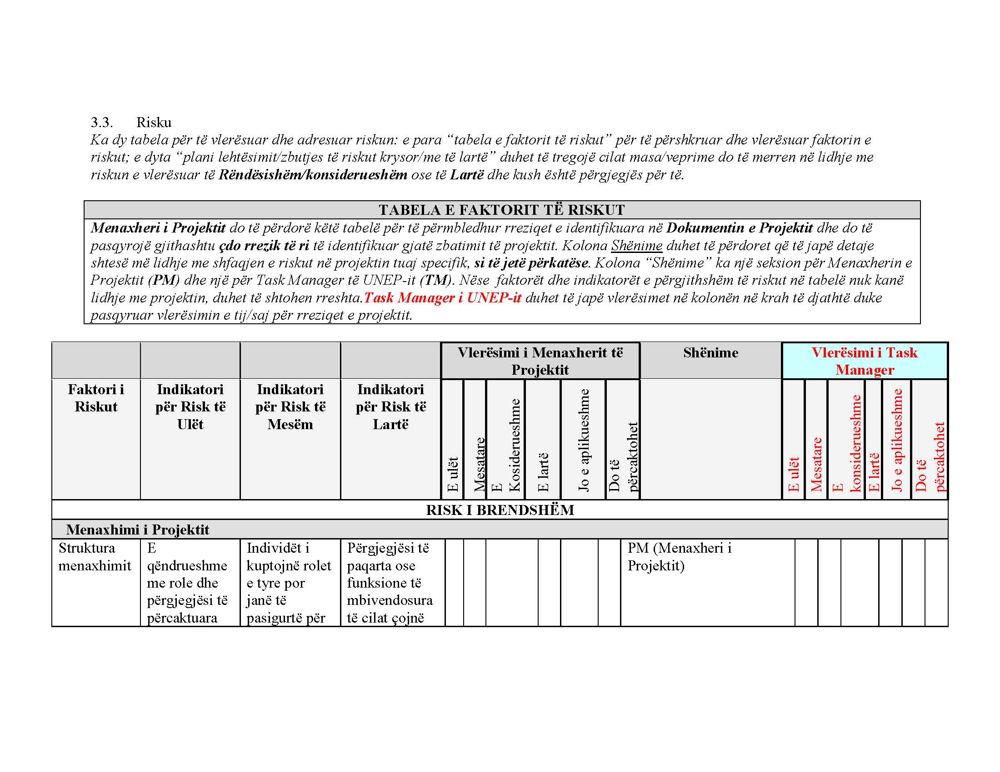 3.3. Risku
Ka dy tabela për të vlerësuar dhe adresuar riskun: e para “tabela e faktorit të riskut” për të përshkruar dhe vlerësuar faktorin e
riskut; e dyta “plani lehtësimit/zbutjes të riskut krysor/me të lartë” duhet të tregojë cilat masa/veprime do të merren në lidhje me
riskun e vlerësuar të Rëndësishëm/konsiderueshëm ose të Lartë dhe kush është përgjegjës për të.
TABELA E FAKTORIT TË RISKUT
Menaxheri i Projektit do të përdorë këtë tabelë për të përmbledhur rreziqet e identifikuara në Dokumentin e Projektit dhe do të
pasqyrojë gjithashtu çdo rrezik të ri të identifikuar gjatë zbatimit të projektit. Kolona Shënime duhet të përdoret që të japë detaje
shtesë më lidhje me shfaqjen e riskut në projektin tuaj specifik, si të jetë përkatëse. Kolona “Shënime” ka një seksion për Menaxherin e
Projektit (PM) dhe një për Task Manager të UNEP-it (TM). Nëse faktorët dhe indikatorët e përgjithshëm të riskut në tabelë nuk kanë
lidhje me projektin, duhet të shtohen rreshta.Task Manager i UNEP-it duhet të japë vlerësimet në kolonën në krah të djathtë duke
pasqyruar vlerësimin e tij/saj për rreziqet e projektit.
Vlerësimi i Menaxherit të
Projektit
Shënime
Vlerësimi i Task
Manager
Faktori i
Riskut
Indikatori
për Risk të
Ulët
Indikatori
për Risk të
Mesëm
Indikatori
për Risk të
Lartë
E ulët
Mesatare
E
Kosiderueshme
E lartë
Jo e aplikueshme
Do të
përcaktohet
E ulët
Mesatare
E
konsiderueshme
E lartë
Jo e aplikueshme
Do të
përcaktohet
RISK I BRENDSHËM
Menaxhimi i Projektit
Struktura
menaxhimit
E
qëndrueshme
me role dhe
përgjegjësi të
përcaktuara
Individët i
kuptojnë rolet
e tyre por
janë të
pasigurtë për
Përgjegjësi të
paqarta ose
funksione të
mbivendosura
të cilat çojnë
PM (Menaxheri i
Projektit)